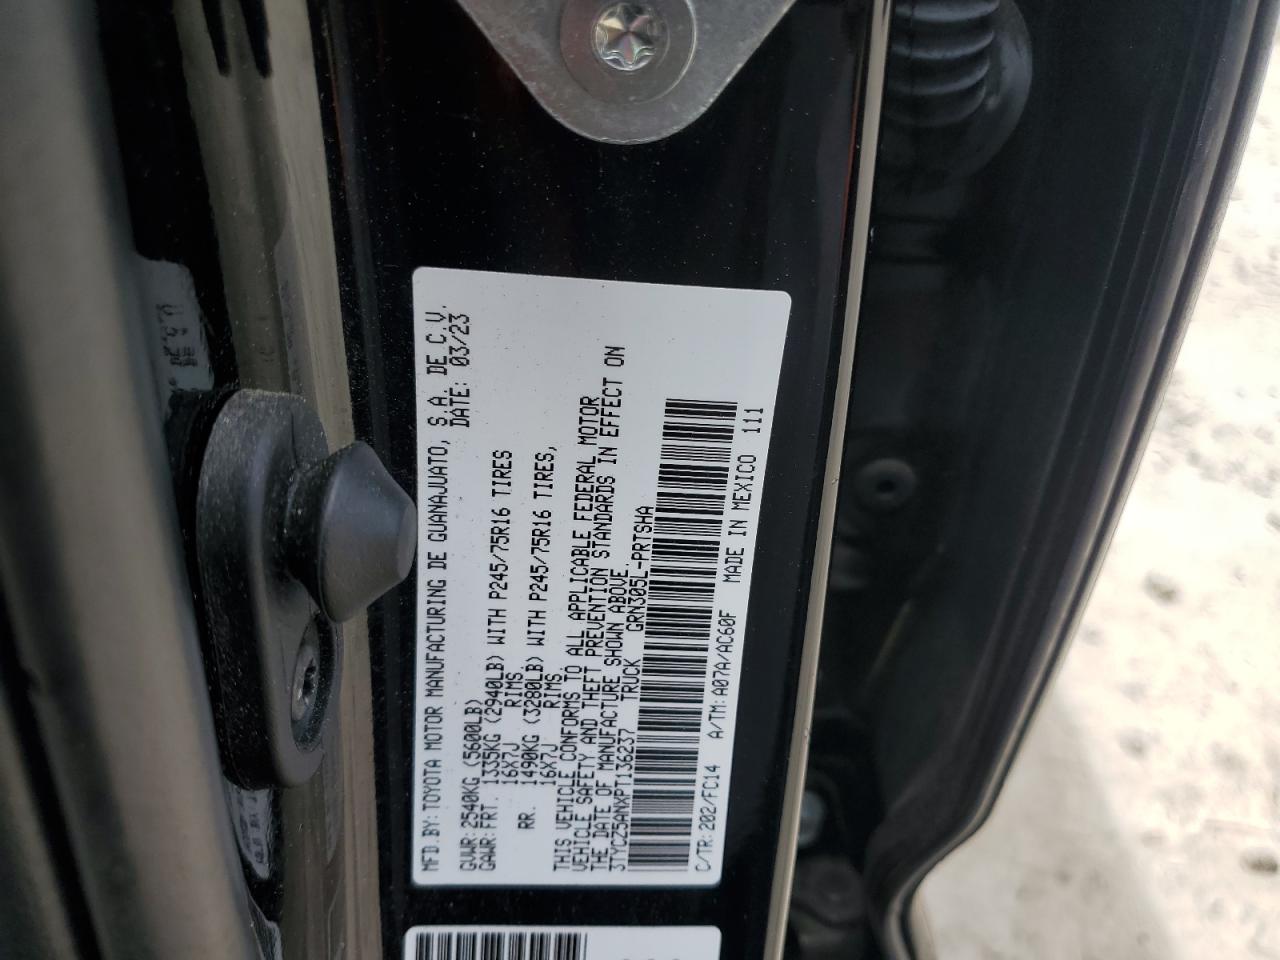 MFD.BY: TOYOTA MOTOR MANUFACTURING DE GUANAJUATO, S.A. DE C.V.
DATE: 03/23
GVWR: 2540KG (5600LB)
GAWR: FRT. 1335KG (2940LB) WITH P245/75R16 TIRES
16X7J RIMS.
RR. 1490KG (3280LB) WITH P245/75R16 TIRES,
16X7J RIMS.
THIS VEHICLE CONFORMS TO ALL APPLICABLE FEDERAL MOTOR
VEHICLE SAFETY AND THEFT PREVENTION STANDARDS IN EFFECT ON
THE DATE OF MANUFACTURE SHOWN ABOVE.
3TYCZ5ANXPT136237 TRUCK GRN305L-PRTSHA
C/TR: 202/FC14 A/TM: A07A/AC60F MADE IN MEXICO 111